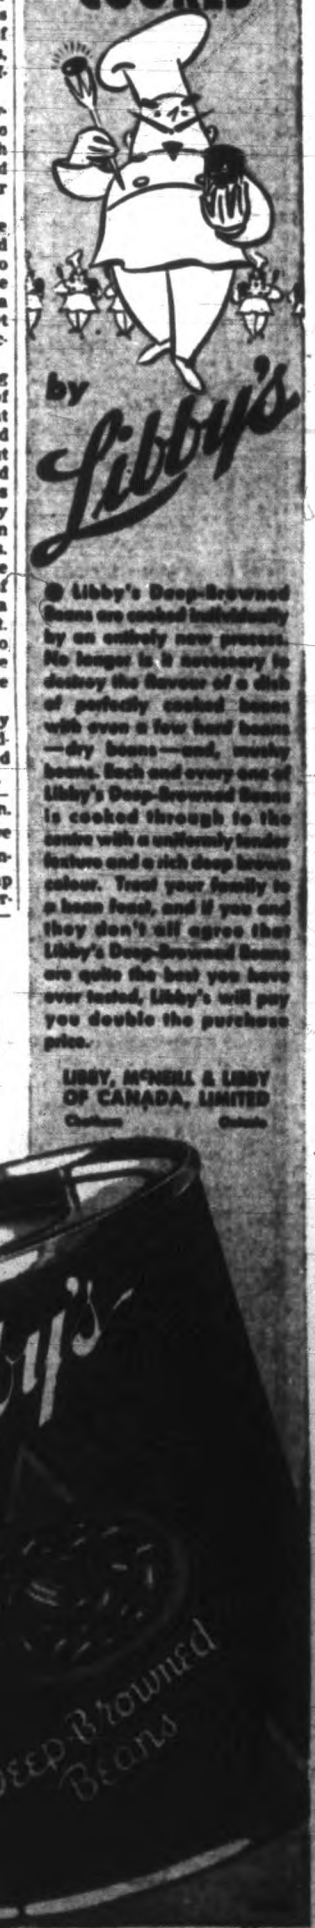 COOKED
by
Libby's
Libby's Deep-Browned
Beans are cooked individually
by an entirely new process.
No longer is it necessary to
destroy the flavour of a dish
of perfectly cooked beans
with even a few hard beans
—dry beans—and, mushy
beans. Each and every one of
Libby's Deep-Browned Beans
is cooked through to the
centre with a uniformly tender
texture and a rich deep brown
colour. Treat your family to
a bean feast, and if you and
they don't all agree that
Libby's Deep-Browned Beans
are quite the best you have
ever tasted, Libby's will pay
you double the purchase
price.
LIBBY, McNEILL & LIBBY
OF CANADA, LIMITED
Chatham Ontario
by's
Deep-Browned
Beans